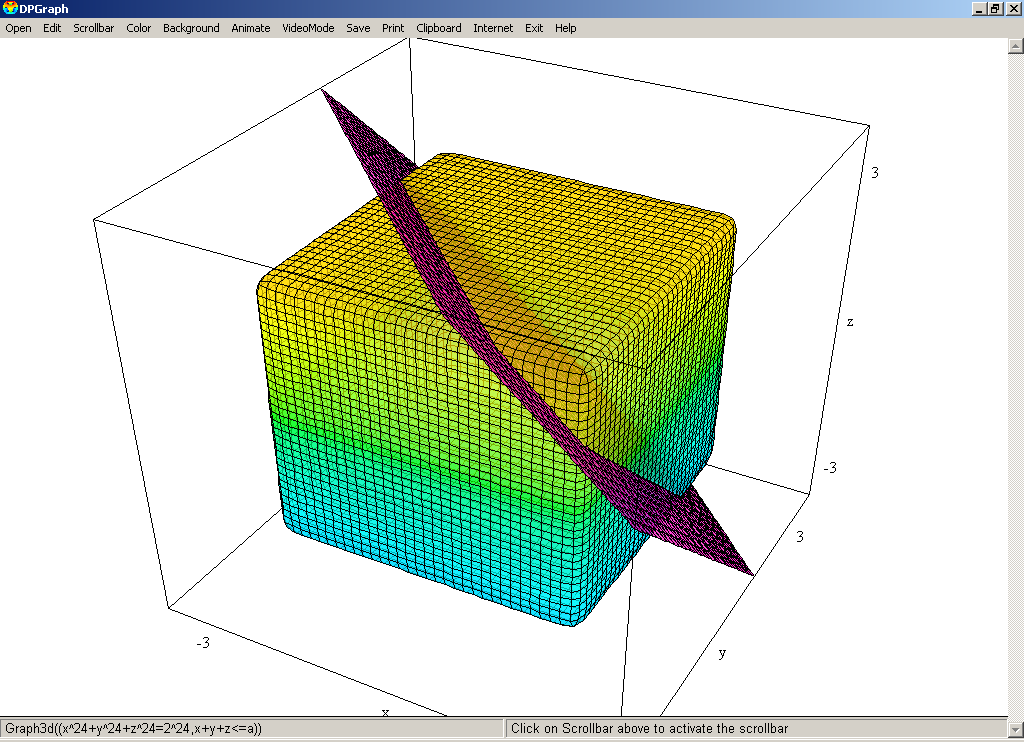 DPGraph
Open Edit Scrollbar Color Background Animate VideoMode Save Print Clipboard Internet Exit Help
3
z
-3
3
-3
y
x
Graph3d((x^24+y^24+z^24=2^24,x+y+z<=a)) Click on Scrollbar above to activate the scrollbar